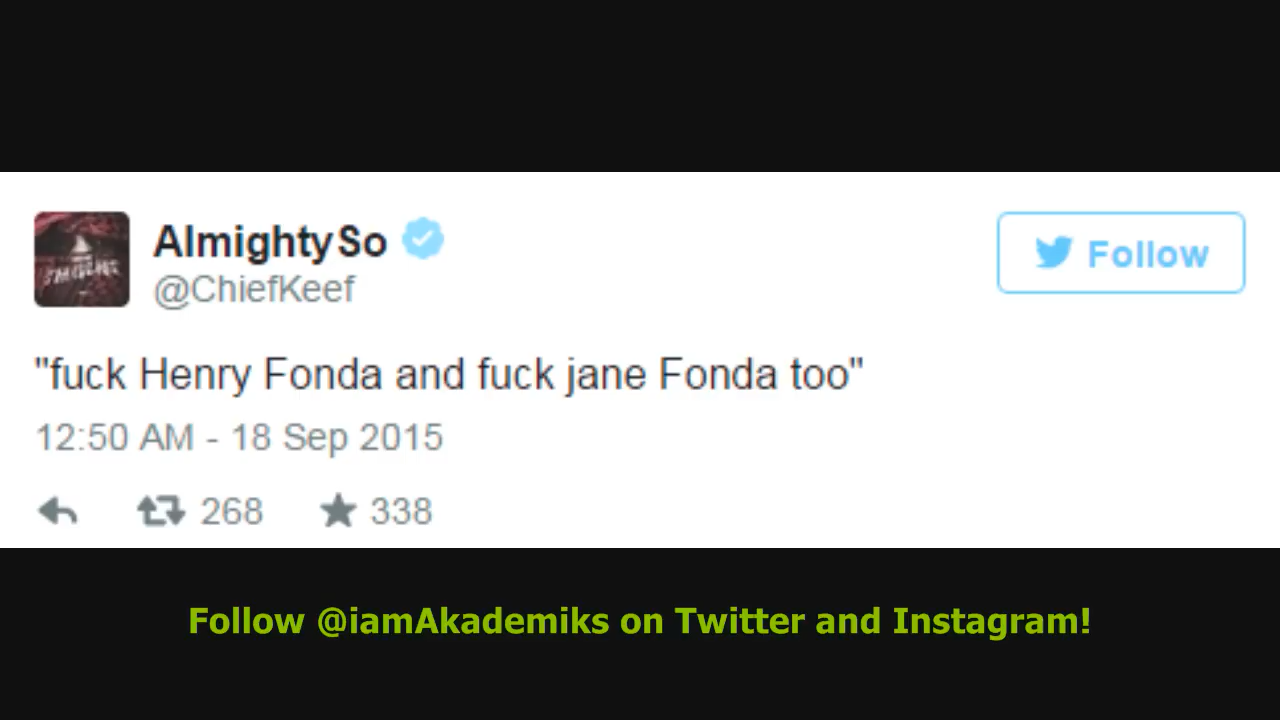 AlmightySo
@ChiefKeef
Follow
"fuck Henry Fonda and fuck jane Fonda too"
12:50 AM - 18 Sep 2015
268 338
Follow @iamAkademiks on Twitter and Instagram!